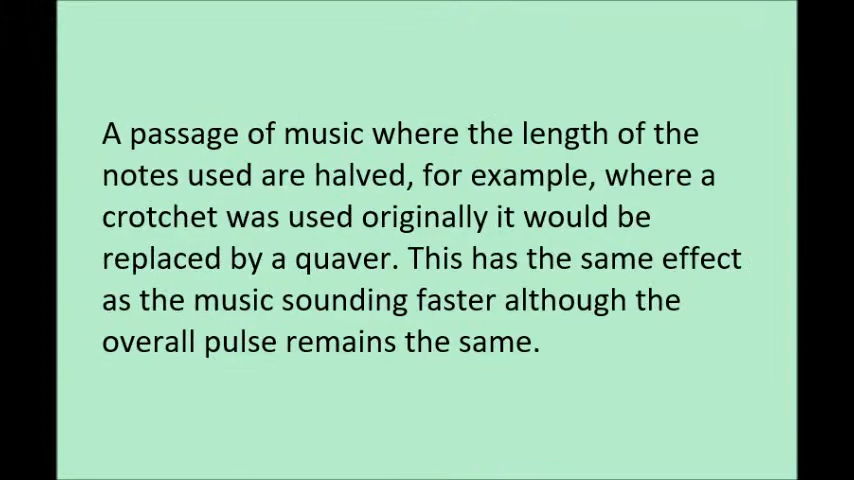 A passage of music where the length of the
notes used are halved, for example, where a
crotchet was used originally it would be
replaced by a quaver. This has the same effect
as the music sounding faster although the
overall pulse remains the same.